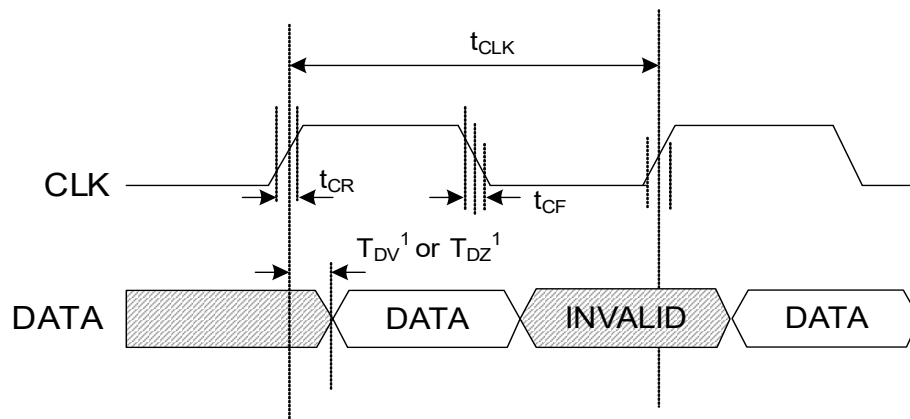 tCLK
CLK
tCR
tCF
TDV1 or TDZ1
DATA DATA INVALID DATA